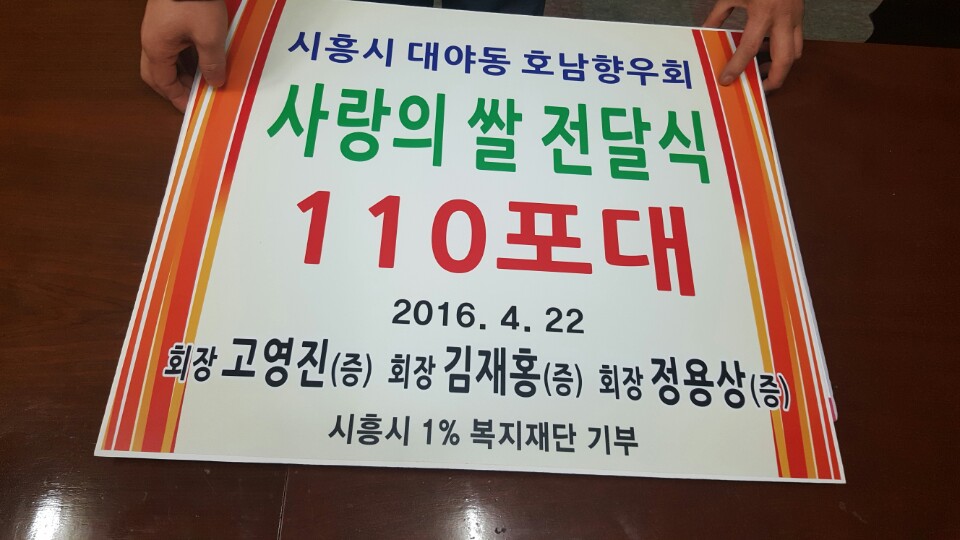 시흥시 대야동 호남향우회
사랑의 쌀 전달식
110포대
2016. 4. 22
회장 고영진(증) 회장 김재홍(증) 회장 정용상(증)
시흥시 1% 복지재단 기부